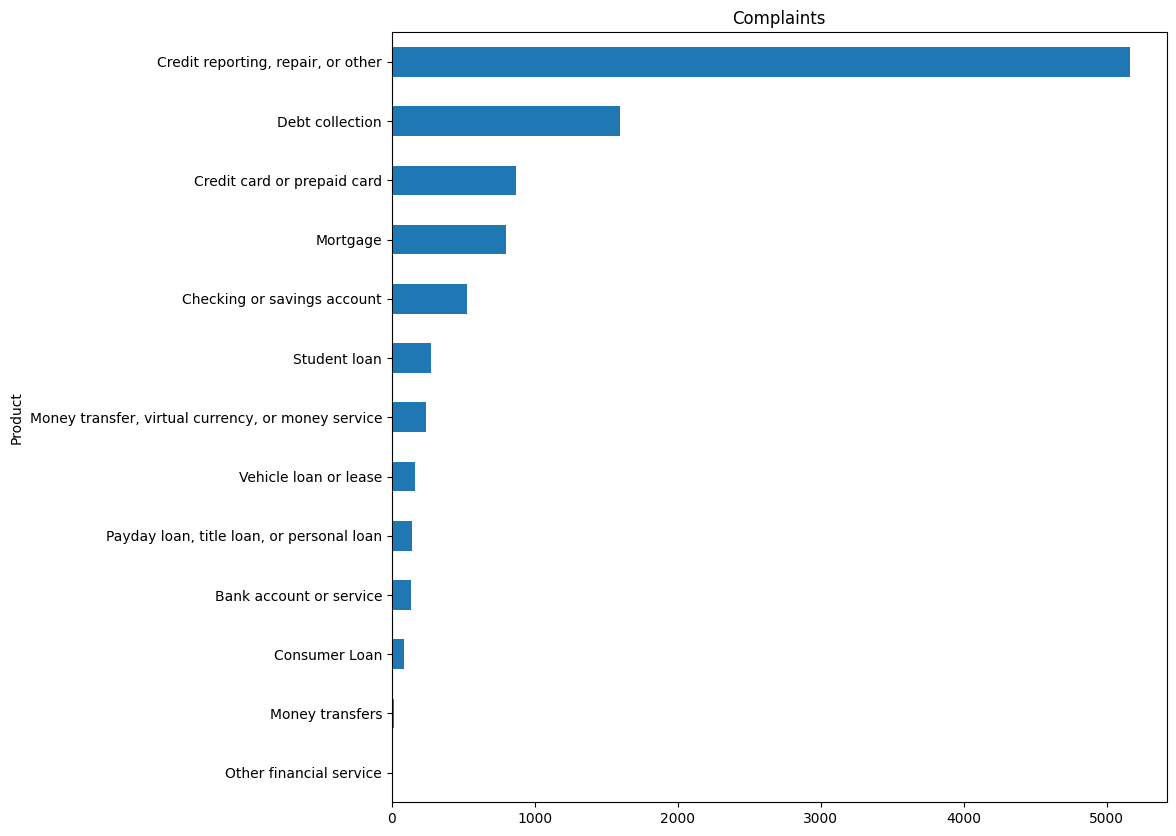 Complaints
Product
Credit reporting, repair, or other
Debt collection
Credit card or prepaid card
Mortgage
Checking or savings account
Student loan
Money transfer, virtual currency, or money service
Vehicle loan or lease
Payday loan, title loan, or personal loan
Bank account or service
Consumer Loan
Money transfers
Other financial service
0 1000 2000 3000 4000 5000